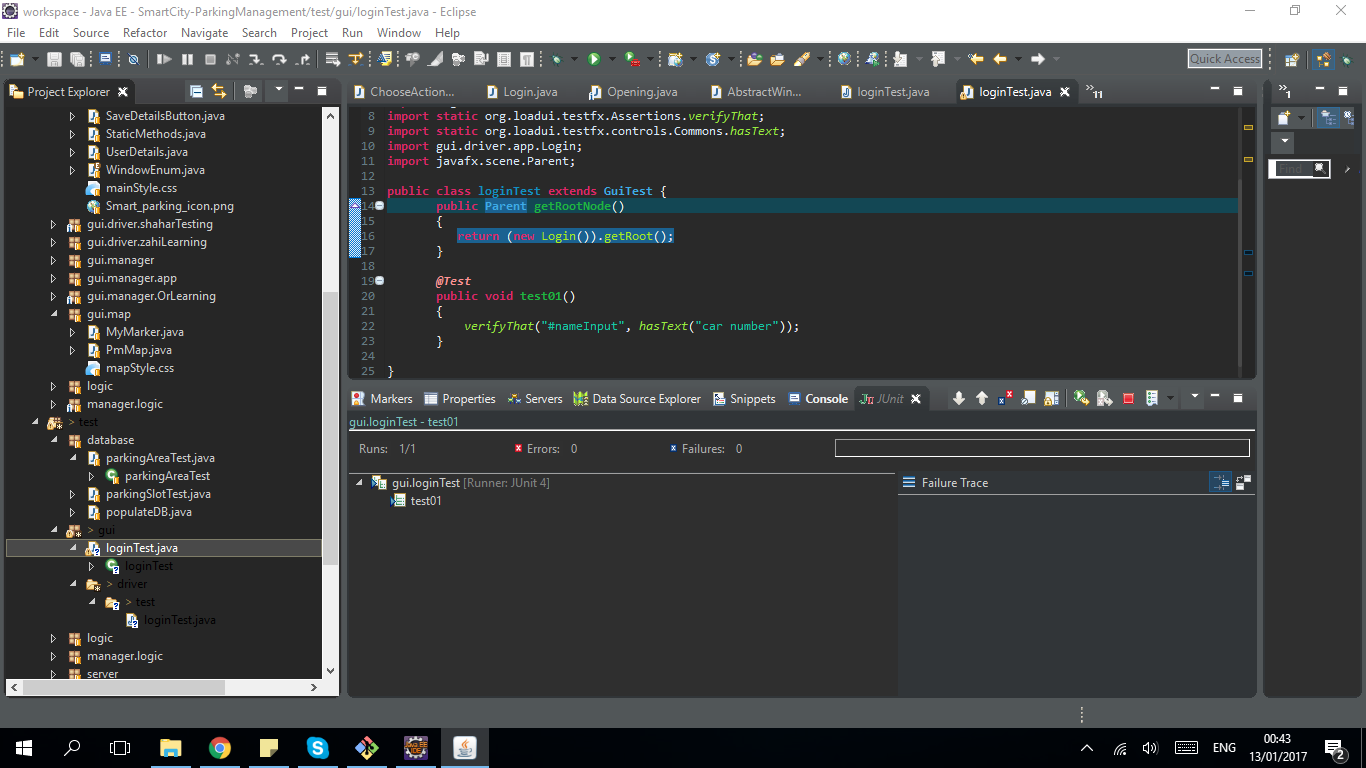 workspace - Java EE - SmartCity-ParkingManagement/test/gui/loginTest.java - Eclipse
File Edit Source Refactor Navigate Search Project Run Window Help
Quick Access
Project Explorer
SaveDetailsButton.java
StaticMethods.java
UserDetails.java
WindowEnum.java
mainStyle.css
Smart_parking_icon.png
gui.driver.shaharTesting
gui.driver.zahiLearning
gui.manager
gui.manager.app
gui.manager.OrLearning
gui.map
MyMarker.java
PmMap.java
mapStyle.css
logic
manager.logic
> test
database
parkingAreaTest.java
parkingAreaTest
parkingSlotTest.java
populateDB.java
> gui
loginTest.java
loginTest
> driver
> test
loginTest.java
logic
manager.logic
server
ChooseAction... Login.java Opening.java AbstractWin... loginTest.java loginTest.java »11
8 import static org.loadui.testfx.Assertions.verifyThat;
9 import static org.loadui.testfx.controls.Commons.hasText;
10 import gui.driver.app.Login;
11 import javafx.scene.Parent;
12
13 public class loginTest extends GuiTest {
14 public Parent getRootNode()
15 {
16 return (new Login()).getRoot();
17 }
18
19 @Test
20 public void test01()
21 {
22 verifyThat("#nameInput", hasText("car number"));
23 }
24
25 }
Markers Properties Servers Data Source Explorer Snippets Console JUnit
gui.loginTest - test01
Runs: 1/1 Errors: 0 Failures: 0
gui.loginTest [Runner: JUnit 4]
test01
Failure Trace
»1
Find
ENG
00:43
13/01/2017
2